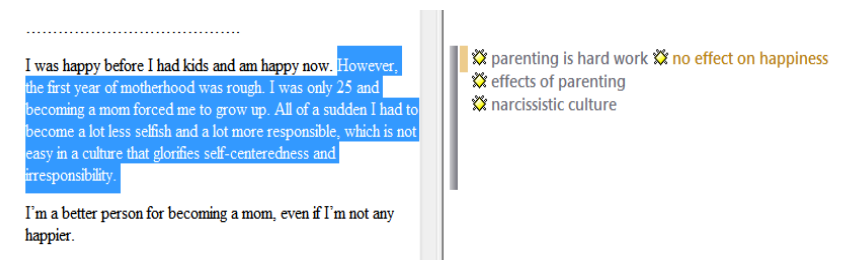 ……………………………….
I was happy before I had kids and am happy now. However,
the first year of motherhood was rough. I was only 25 and
becoming a mom forced me to grow up. All of a sudden I had to
become a lot less selfish and a lot more responsible, which is not
easy in a culture that glorifies self-centeredness and
irresponsibility.
I'm a better person for becoming a mom, even if I'm not any
happier.
parenting is hard work no effect on happiness
effects of parenting
narcissistic culture